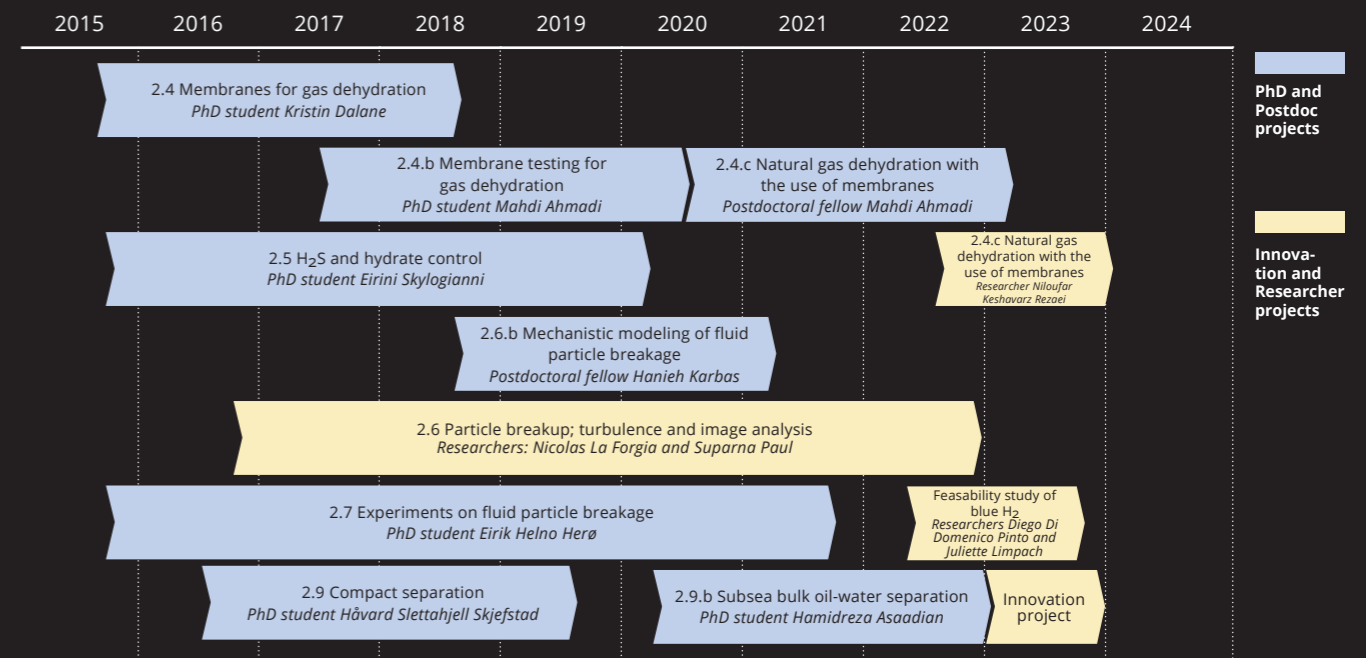 2015 2016 2017 2018 2019 2020 2021 2022 2023 2024
2.4 Membranes for gas dehydration
PhD student Kristin Dalane
2.4.b Membrane testing for
gas dehydration
PhD student Mahdi Ahmadi
2.4.c Natural gas dehydration with
the use of membranes
Postdoctoral fellow Mahdi Ahmadi
2.5 H2S and hydrate control
PhD student Eirini Skylogianni
2.4.c Natural gas
dehydration with the
use of membranes
Researcher Niloufar
Keshavarz Rezaei
2.6.b Mechanistic modeling of fluid
particle breakage
Postdoctoral fellow Hanieh Karbas
2.6 Particle breakup; turbulence and image analysis
Researchers: Nicolas La Forgia and Suparna Paul
2.7 Experiments on fluid particle breakage
PhD student Eirik Helno Herø
Feasability study of
blue H2
Researchers Diego Di
Domenico Pinto and
Juliette Limpach
2.9 Compact separation
PhD student Håvard Slettahjell Skjefstad
2.9.b Subsea bulk oil-water separation
PhD student Hamidreza Asaadian
Innovation
project
PhD and
Postdoc
projects
Innova-
tion and
Researcher
projects